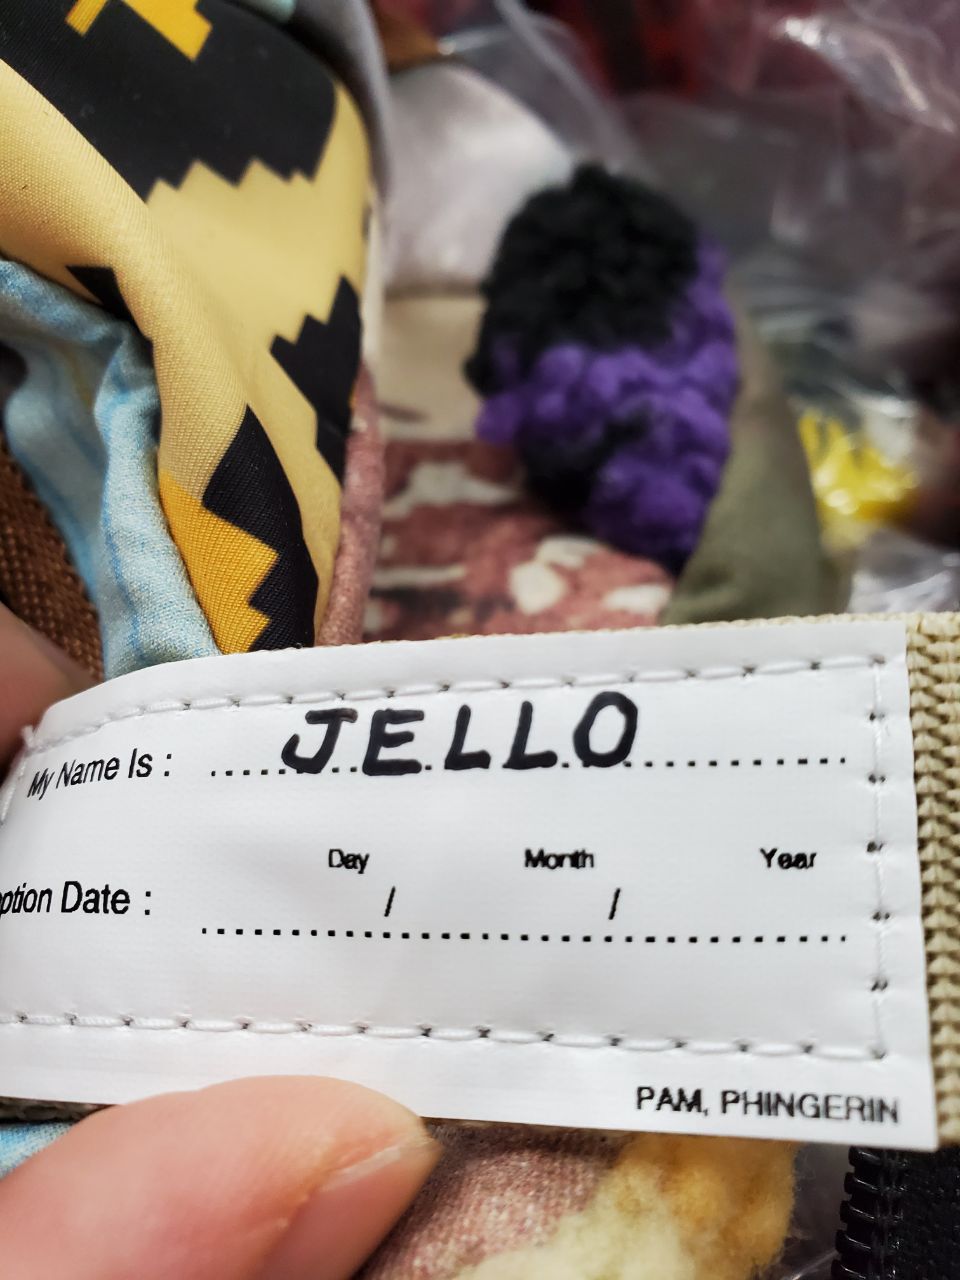 My Name Is : JELLO
Day Month Year
ption Date : / /
PAM, PHINGERIN